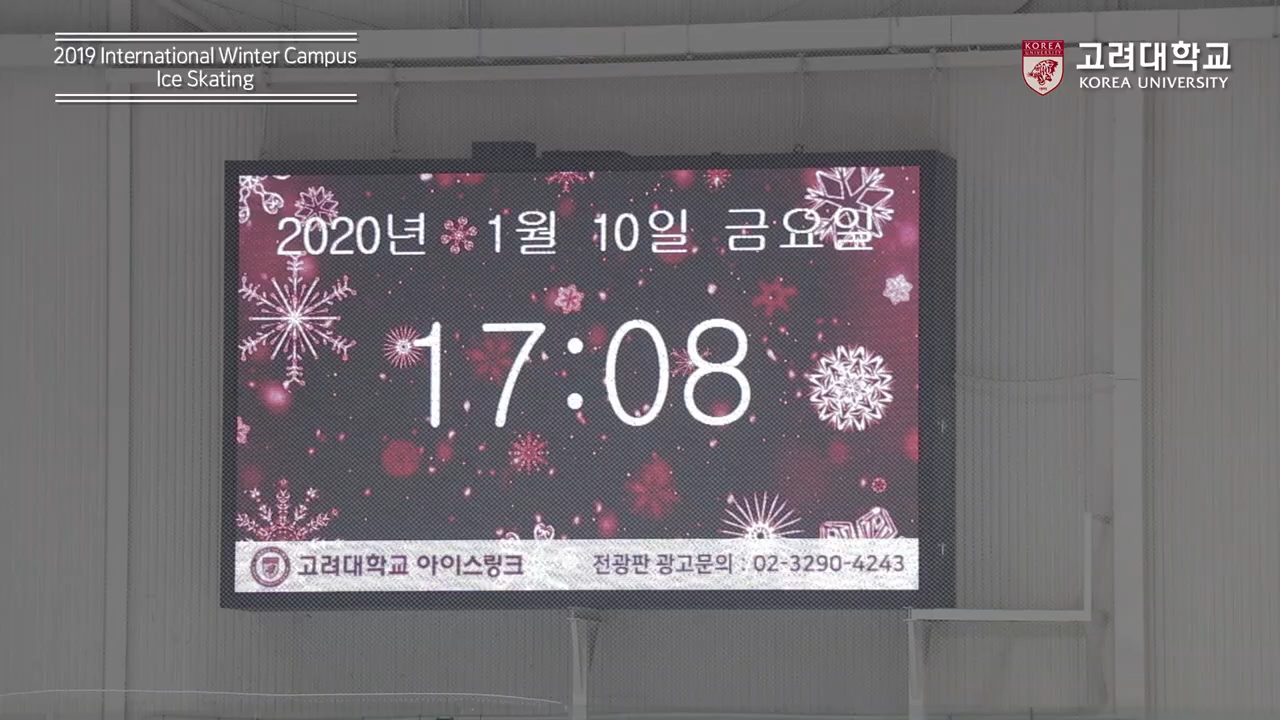 2019 International Winter Campus
Ice Skating
KOREA
UNIVERSITY
고려대학교
KOREA UNIVERSITY
2020년 1월 10일 금요일
17:08
고려대학교 아이스링크 전광판 광고문의 : 02-3290-4243